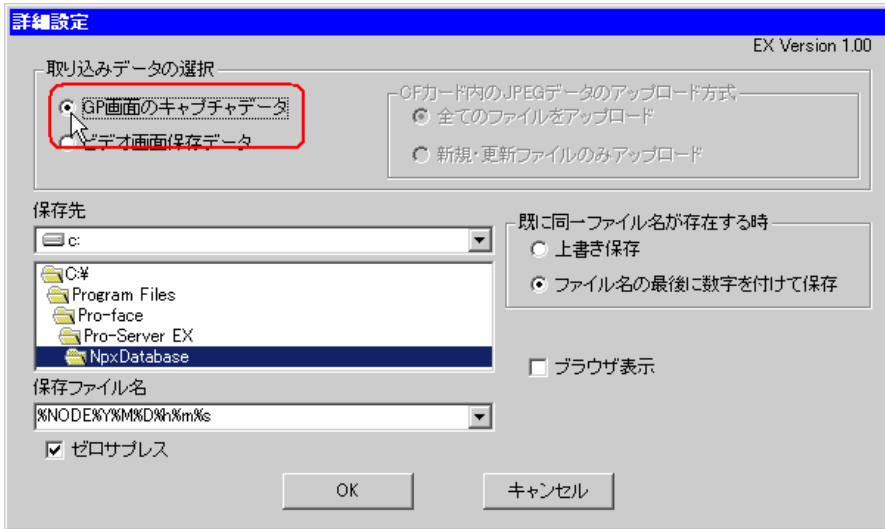 詳細設定
EX Version 1.00
取り込みデータの選択
GP画面のキャプチャデータ
ビデオ画面保存データ
CFカード内のJPEGデータのアップロード方式
全てのファイルをアップロード
新規・更新ファイルのみアップロード
保存先
c:
C:¥
Program Files
Pro-face
Pro-Server EX
NpxDatabase
既に同一ファイル名が存在する時
上書き保存
ファイル名の最後に数字を付けて保存
ブラウザ表示
保存ファイル名
%NODE%Y%M%D%h%m%s
ゼロサプレス
OK
キャンセル